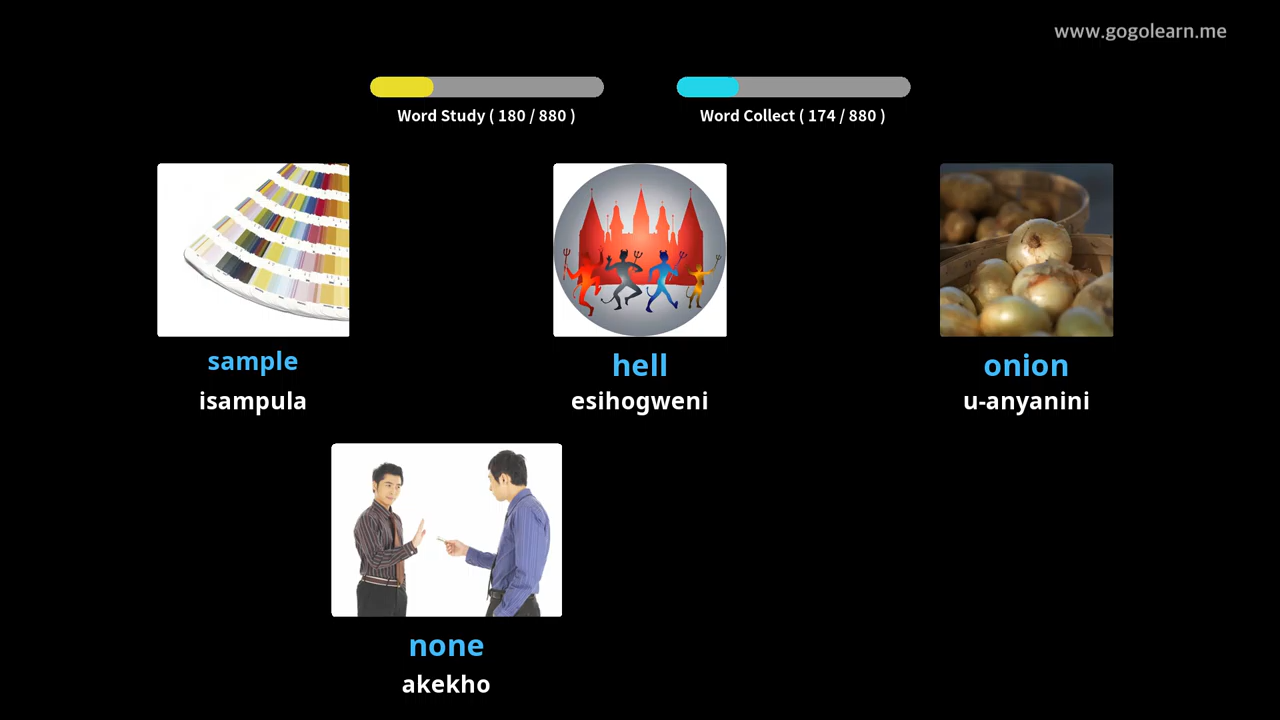 www.gogolearn.me
Word Study ( 180 / 880 )
Word Collect ( 174 / 880 )
sample
isampula
hell
esihogweni
onion
u-anyanini
none
akekho